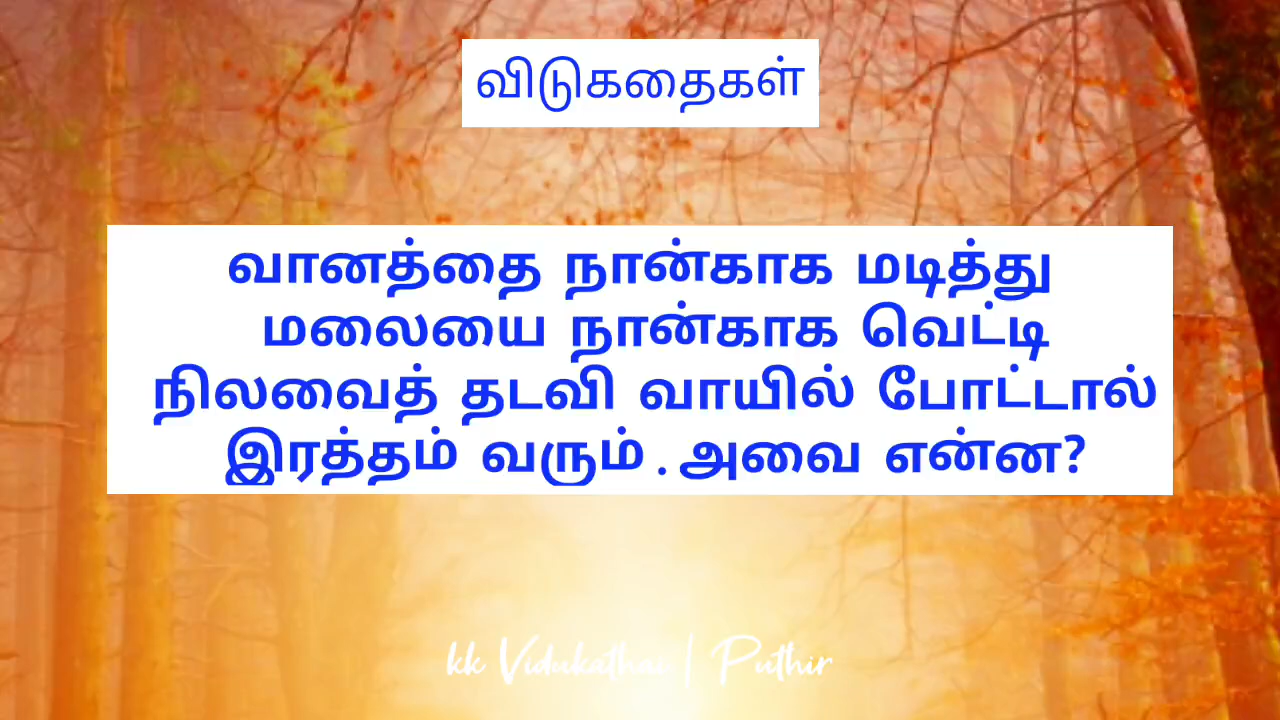 விடுகதைகள்
வானத்தை நான்காக மடித்து
மலையை நான்காக வெட்டி
நிலவைத் தடவி வாயில் போட்டால்
இரத்தம் வரும் . அவை என்ன?
kk Vidukathai | Puthir